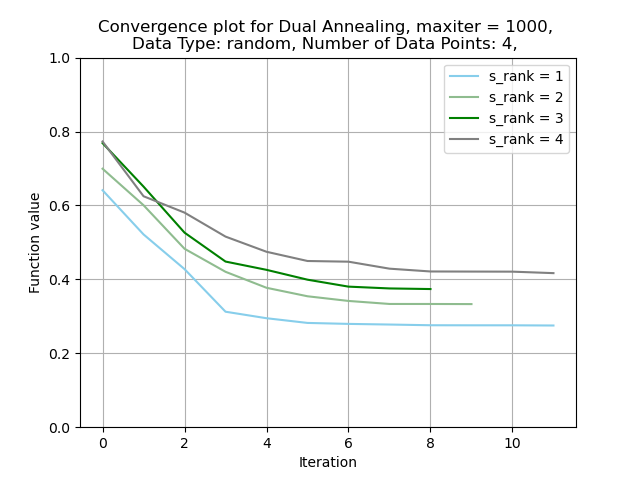 Convergence plot for Dual Annealing, maxiter = 1000,
Data Type: random, Number of Data Points: 4,
s_rank = 1
s_rank = 2
s_rank = 3
s_rank = 4
Function value
1.0
0.8
0.6
0.4
0.2
0.0
0 2 4 6 8 10
Iteration